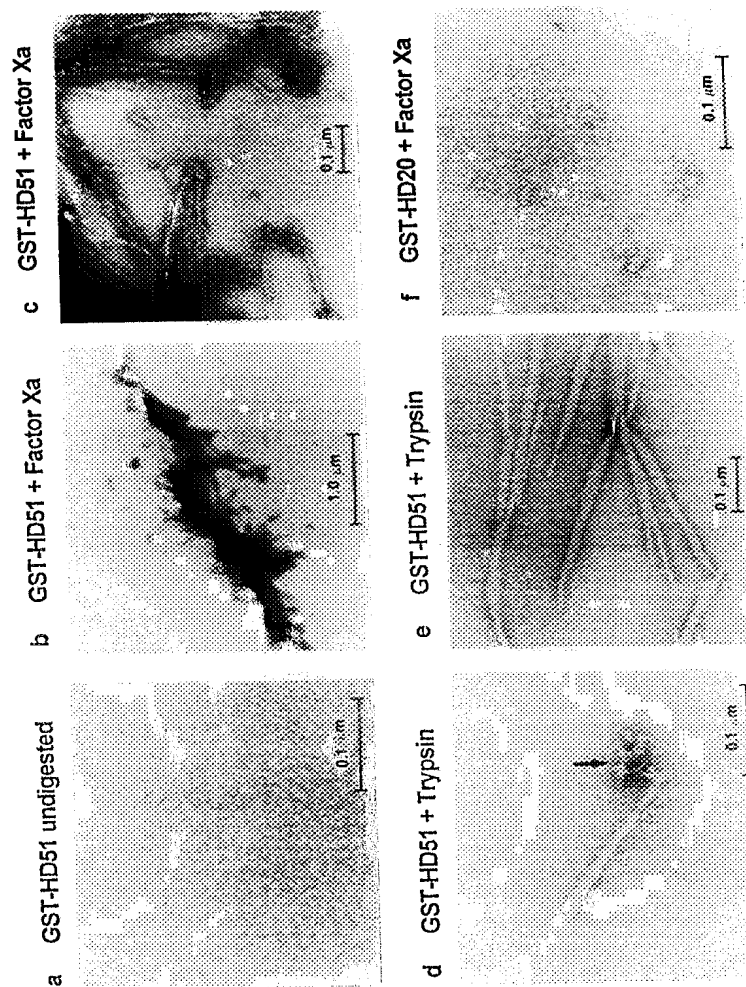 a GST-HD51 undigested
0.1 μm
b GST-HD51 + Factor Xa
1.0 μm
c GST-HD51 + Factor Xa
0.1 μm
d GST-HD51 + Trypsin
0.1 μm
e GST-HD51 + Trypsin
0.1 μm
f GST-HD20 + Factor Xa
0.1 μm